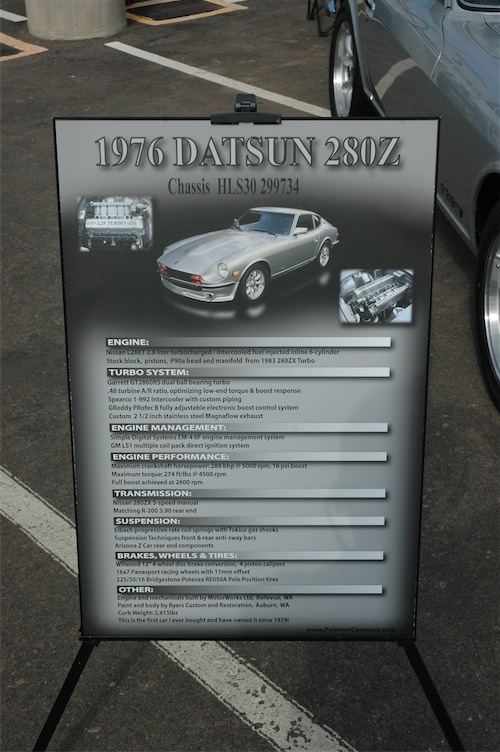 1976 DATSUN 280Z
Chassis HLS30 299734
ENGINE:
Nissan L28ET 2.8 liter turbocharged / intercooled fuel injected inline 6-cylinder
Stock block, pistons, P90a head and manifold from 1983 280ZX Turbo
TURBO SYSTEM:
Garrett GT2860RS dual ball bearing turbo
.48 turbine A/R ratio, optimizing low-end torque & boost response
Spearco 1-992 Intercooler with custom piping
GReddy PRofec B fully adjustable electronic boost control system
Custom 2 1/2 inch stainless steel Magnaflow exhaust
ENGINE MANAGEMENT:
Simple Digital Systems EM-4 6F engine management system
GM LS1 multiple coil pack direct ignition system
ENGINE PERFORMANCE:
Maximum crankshaft horsepower: 288 bhp @ 5000 rpm, 16 psi boost
Maximum torque: 274 ft/lbs @ 4500 rpm
Full boost achieved at 2600 rpm
TRANSMISSION:
Nissan 280ZX 5-speed manual
Matching R-200 3.90 rear end
SUSPENSION:
Eibach progressive rate coil springs with Tokico gas shocks
Suspension Techniques front & rear anti-sway bars
Arizona Z Car rear end components
BRAKES, WHEELS & TIRES:
Wilwood 12" 4 wheel disc brake conversion, 4 piston calipers
16x7 Panasport racing wheels with 11mm offset
225/50/16 Bridgestone Potenza RE050A Pole Position tires
OTHER:
Engine and mechanicals built by MotorWorks Ltd, Bellevue, WA
Paint and body by Byers Custom and Restoration, Auburn, WA
Curb Weight: 2,615lbs
This is the first car I ever bought and have owned it since 1979!
www.PalmieriConcepts.com